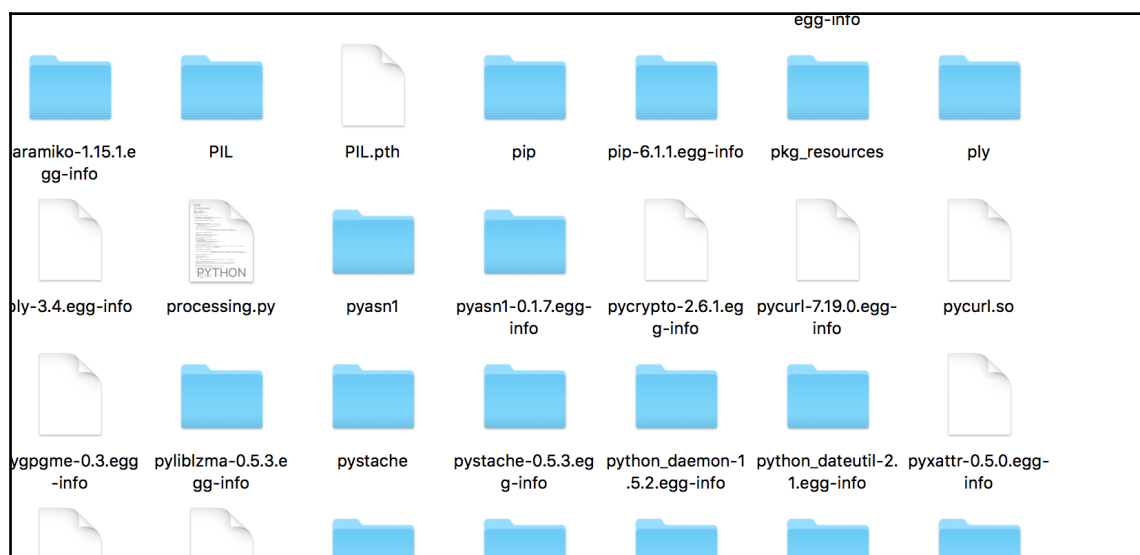 egg-info
aramiko-1.15.1.e
gg-info
PIL
PIL.pth
pip
pip-6.1.1.egg-info
pkg_resources
ply
PYTHON
ply-3.4.egg-info
processing.py
pyasn1
pyasn1-0.1.7.egg-
info
pycrypto-2.6.1.eg
g-info
pycurl-7.19.0.egg-
info
pycurl.so
ygpgme-0.3.egg
-info
pyliblzma-0.5.3.e
gg-info
pystache
pystache-0.5.3.eg
g-info
python_daemon-1
.5.2.egg-info
python_dateutil-2.
1.egg-info
pyxattr-0.5.0.egg-
info